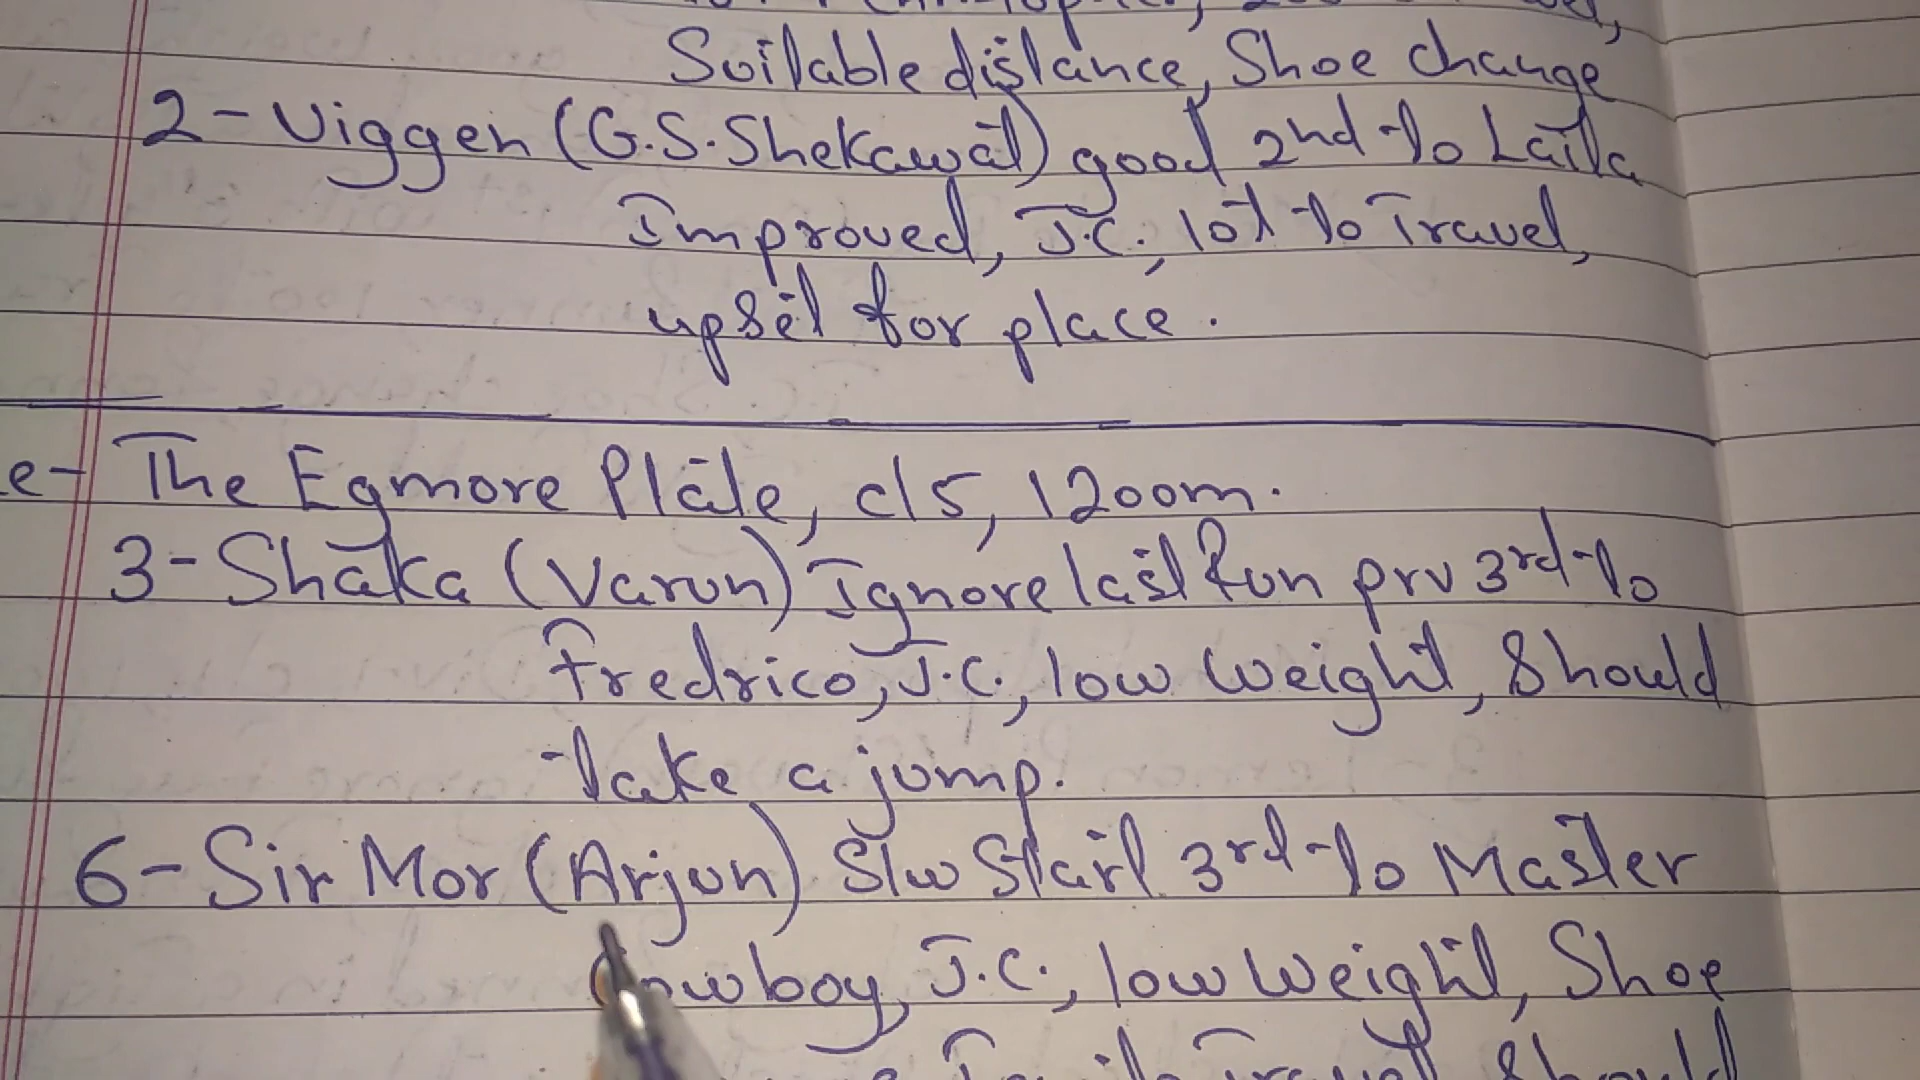 Suitable distance, Shoe change
2- Viggen (G.S. Shekawat) good 2nd to Laila
Improved, J.C., lot to Travel,
upset for place.
e- The Egmore Plate, cl 5, 1200m.
3- Shaka (Varun) Ignore last Run prv 3rd to
Fredrico, J.C., low weight, Should
take a jump.
6- Sir Mor (Arjun) Slw Start 3rd to Master
Cowboy, J.C., low weight, Shoe